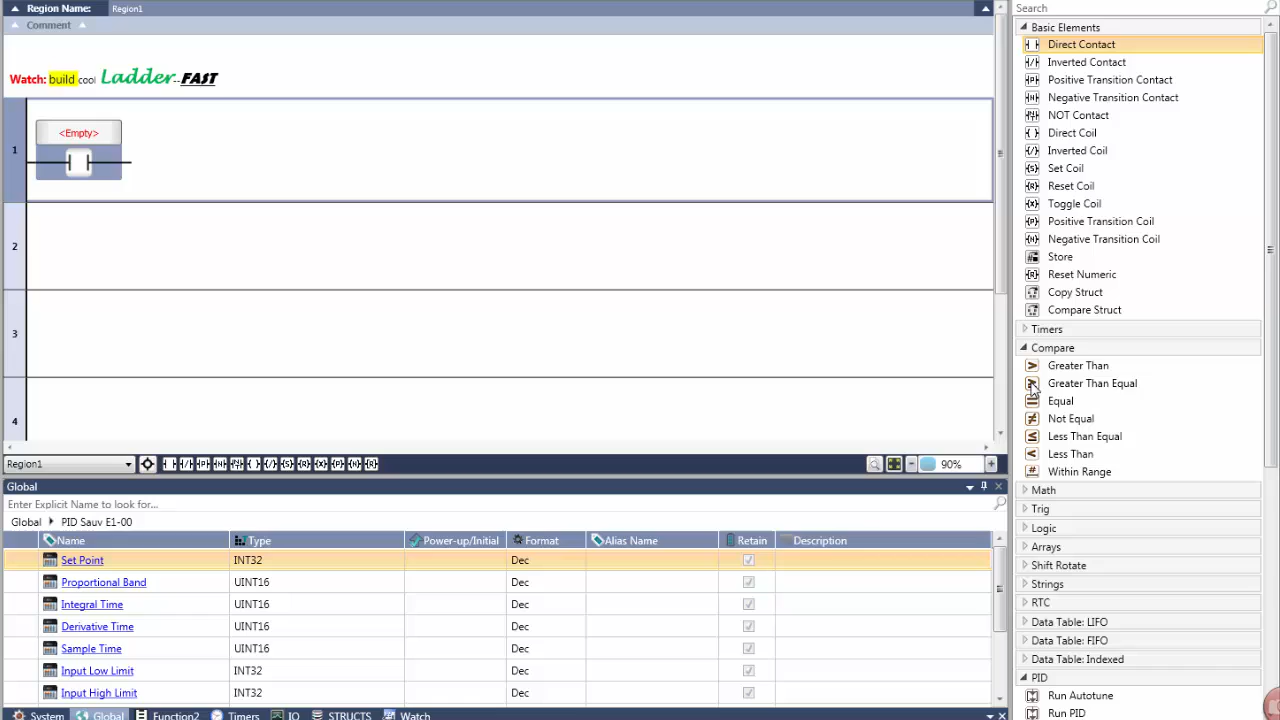 Region Name: Region1
Comment
Watch: build cool Ladder--FAST
1
<Empty>
2
3
4
Region1
90%
Global
Enter Explicit Name to look for...
Global PID Sauv E1-00
Name Type Power-up/Initial Format Alias Name Retain Description
Set Point INT32 Dec
Proportional Band UINT16 Dec
Integral Time UINT16 Dec
Derivative Time UINT16 Dec
Sample Time UINT16 Dec
Input Low Limit INT32 Dec
Input High Limit INT32 Dec
System Global Function2 Timers IO STRUCTS Watch
Search
Basic Elements
Direct Contact
Inverted Contact
Positive Transition Contact
Negative Transition Contact
NOT Contact
Direct Coil
Inverted Coil
Set Coil
Reset Coil
Toggle Coil
Positive Transition Coil
Negative Transition Coil
Store
Reset Numeric
Copy Struct
Compare Struct
Timers
Compare
Greater Than
Greater Than Equal
Equal
Not Equal
Less Than Equal
Less Than
Within Range
Math
Trig
Logic
Arrays
Shift Rotate
Strings
RTC
Data Table: LIFO
Data Table: FIFO
Data Table: Indexed
PID
Run Autotune
Run PID